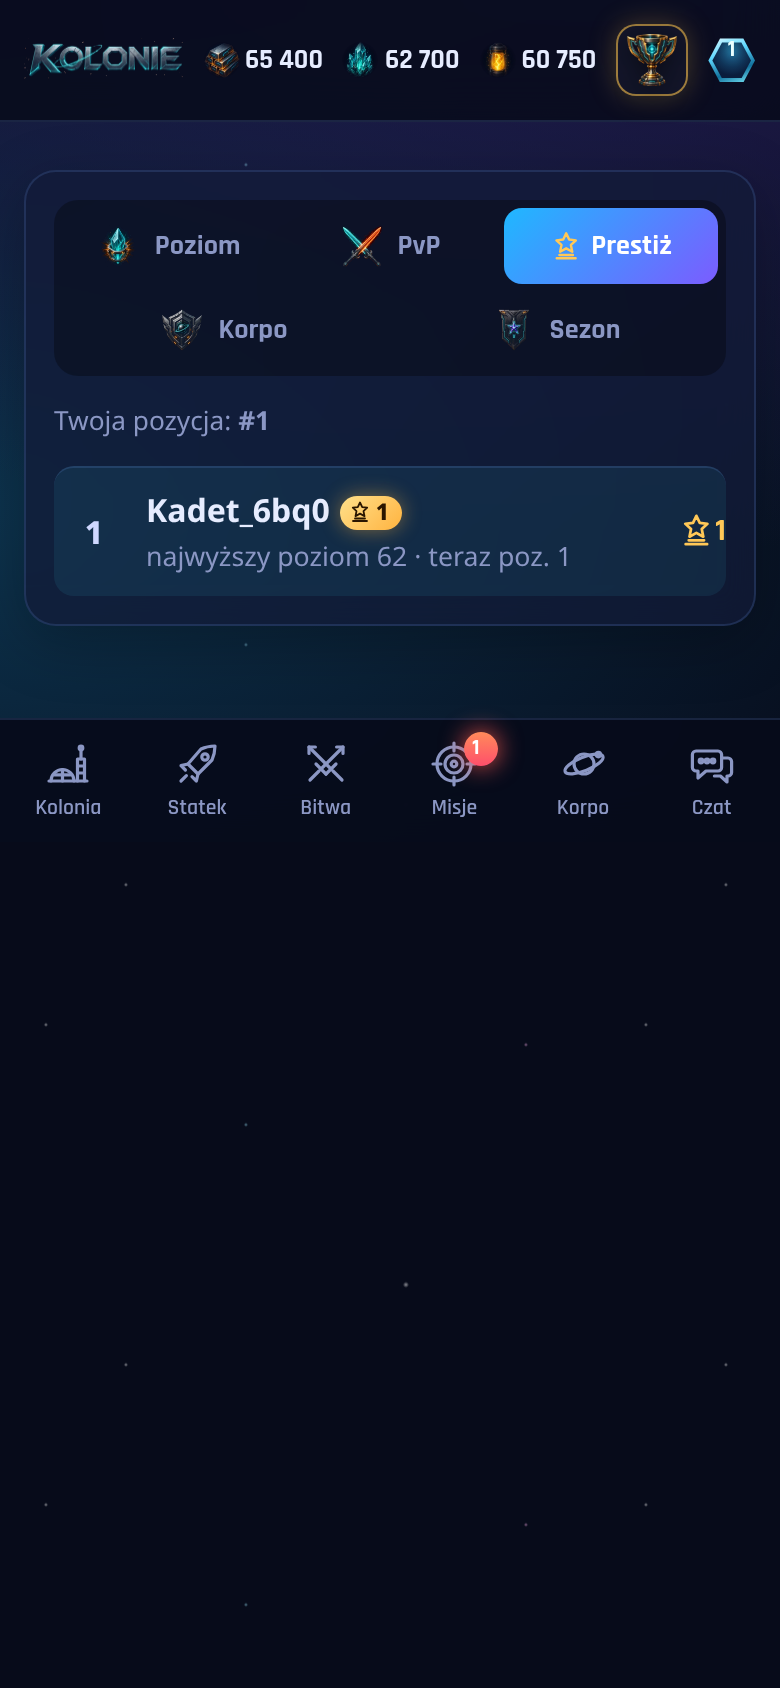 KOLONIE 65 400 62 700 60 750 1
Poziom PvP Prestiż
Korpo Sezon
Twoja pozycja: #1
1 Kadet_6bq0 1 1
najwyższy poziom 62 · teraz poz. 1
1
Kolonia Statek Bitwa Misje Korpo Czat